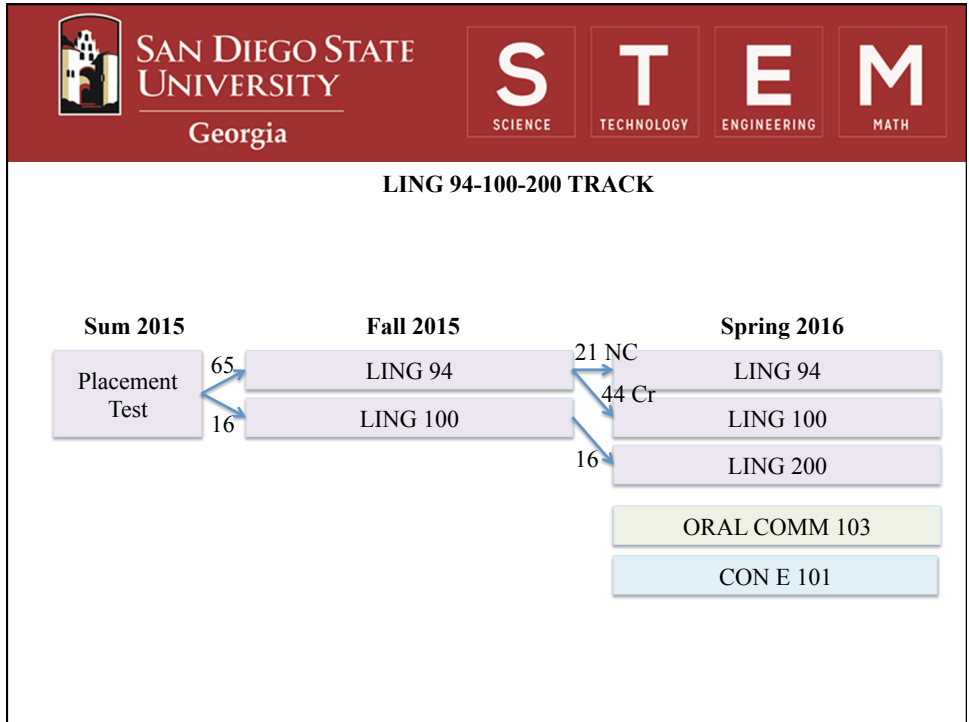 SAN DIEGO STATE
UNIVERSITY
Georgia
S
SCIENCE
T
TECHNOLOGY
E
ENGINEERING
M
MATH
LING 94-100-200 TRACK
Sum 2015
Fall 2015
Spring 2016
Placement
Test
65
16
LING 94
LING 100
21 NC
44 Cr
16
LING 94
LING 100
LING 200
ORAL COMM 103
CON E 101